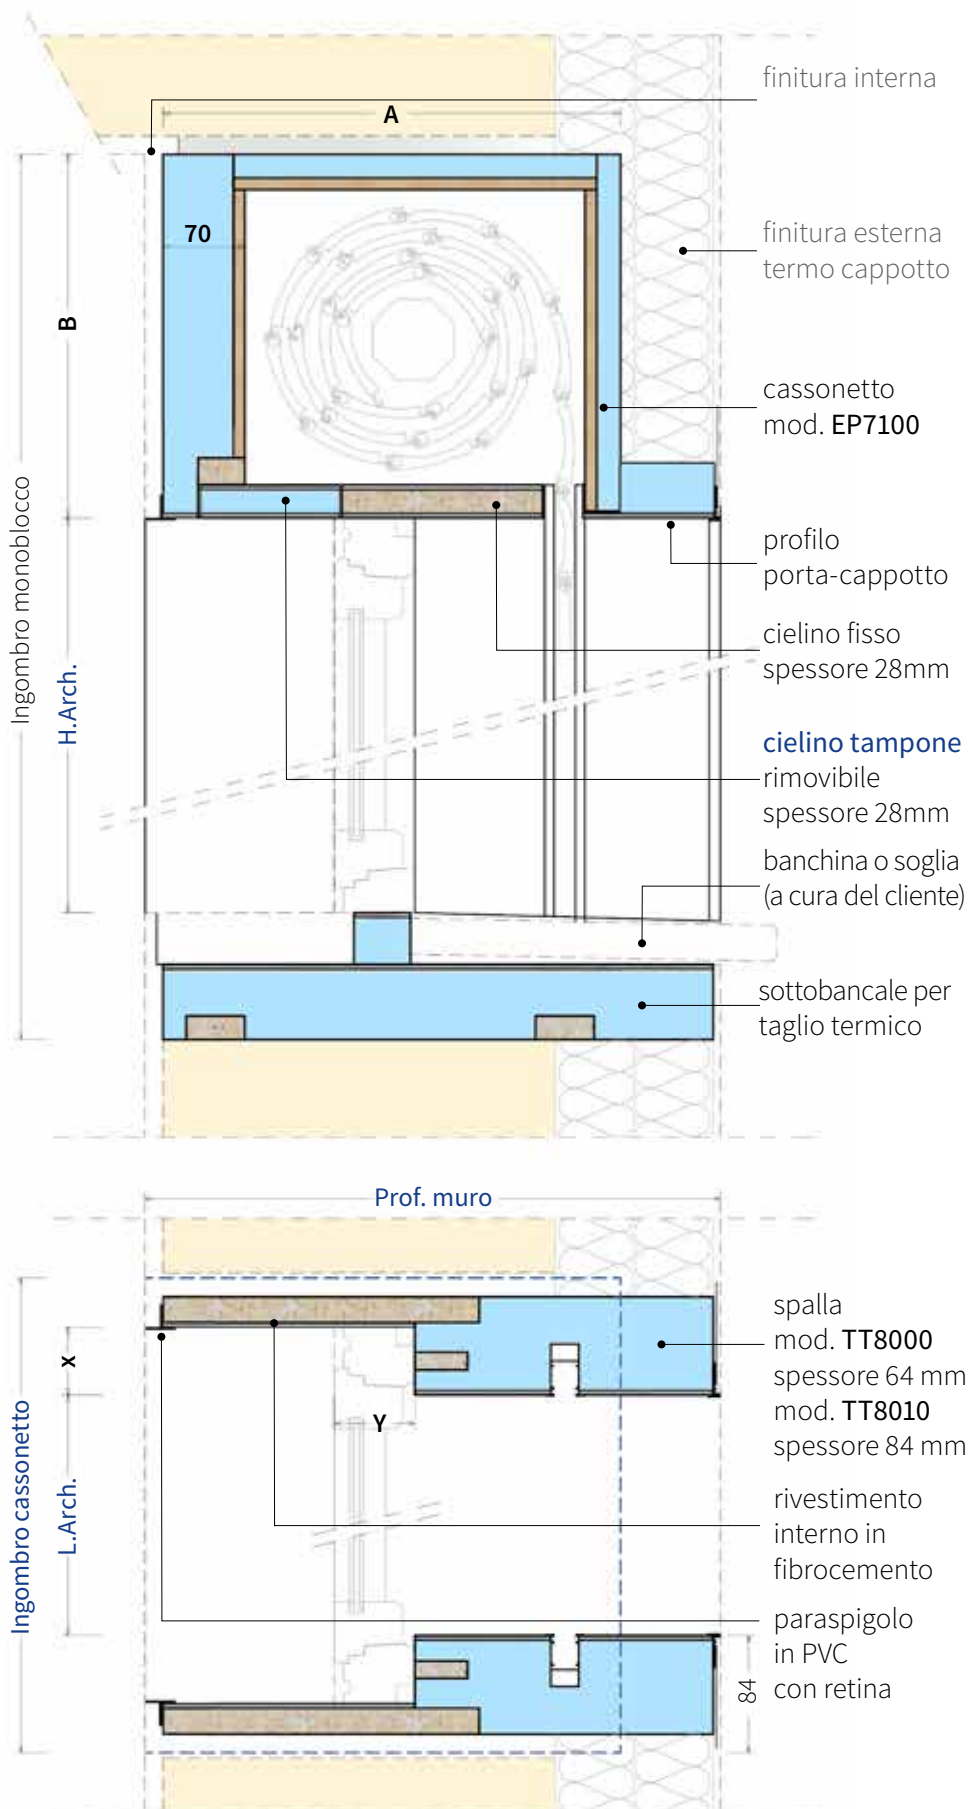 finitura interna
A
70
finitura esterna
termo cappotto
B
cassonetto
mod. EP7100
Ingombro monoblocco
profilo
porta-cappotto
cielino fisso
spessore 28mm
H.Arch.
cielino tampone
rimovibile
spessore 28mm
banchina o soglia
(a cura del cliente)
sottobancale per
taglio termico
Prof. muro
spalla
mod. TT8000
spessore 64 mm
mod. TT8010
spessore 84 mm
x
Y
Ingombro cassonetto
L.Arch.
rivestimento
interno in
fibrocemento
paraspigolo
in PVC
con retina
84